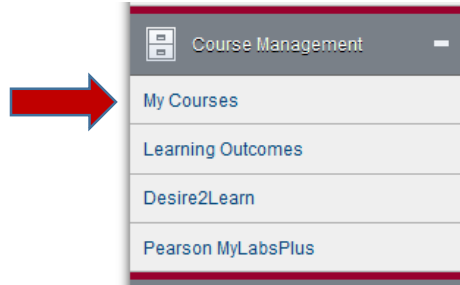 Course Management
My Courses
Learning Outcomes
Desire2Learn
Pearson MyLabsPlus